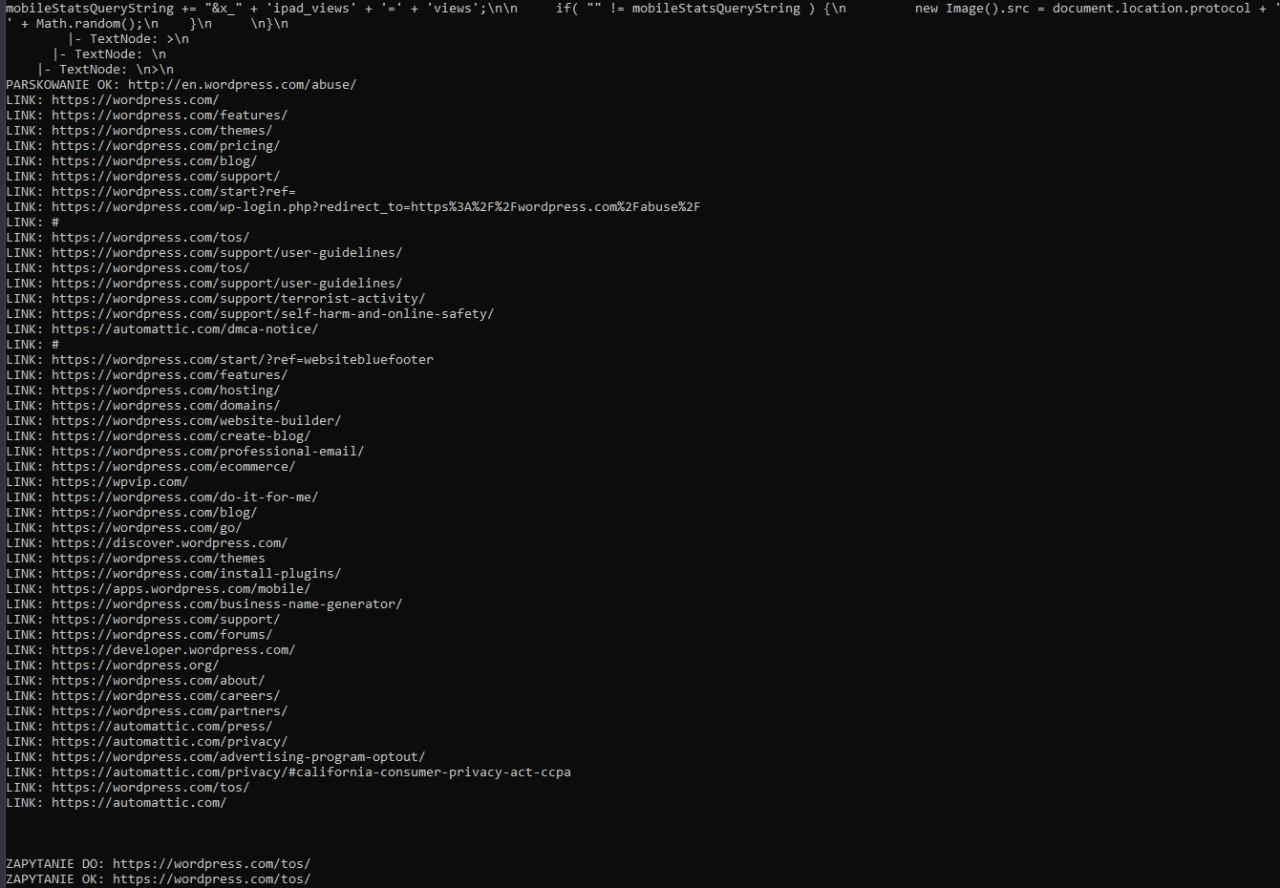 mobileStatsQueryString += "&x_" + 'ipad_views' + '=' + 'views';\n\n    if( "" != mobileStatsQueryString ) {\n         new Image().src = document.location.protocol + '
' + Math.random();\n    }\n     \n}\n
|- TextNode: >\n
|- TextNode: \n
|- TextNode: \n>\n
PARSKOWANIE OK: http://en.wordpress.com/abuse/
LINK: https://wordpress.com/
LINK: https://wordpress.com/features/
LINK: https://wordpress.com/themes/
LINK: https://wordpress.com/pricing/
LINK: https://wordpress.com/blog/
LINK: https://wordpress.com/support/
LINK: https://wordpress.com/start?ref=
LINK: https://wordpress.com/wp-login.php?redirect_to=https%3A%2F%2Fwordpress.com%2Fabuse%2F
LINK: #
LINK: https://wordpress.com/tos/
LINK: https://wordpress.com/support/user-guidelines/
LINK: https://wordpress.com/tos/
LINK: https://wordpress.com/support/user-guidelines/
LINK: https://wordpress.com/support/terrorist-activity/
LINK: https://wordpress.com/support/self-harm-and-online-safety/
LINK: https://automattic.com/dmca-notice/
LINK: #
LINK: https://wordpress.com/start/?ref=websitebluefooter
LINK: https://wordpress.com/features/
LINK: https://wordpress.com/hosting/
LINK: https://wordpress.com/domains/
LINK: https://wordpress.com/website-builder/
LINK: https://wordpress.com/create-blog/
LINK: https://wordpress.com/professional-email/
LINK: https://wordpress.com/ecommerce/
LINK: https://wpvip.com/
LINK: https://wordpress.com/do-it-for-me/
LINK: https://wordpress.com/blog/
LINK: https://wordpress.com/go/
LINK: https://discover.wordpress.com/
LINK: https://wordpress.com/themes
LINK: https://wordpress.com/install-plugins/
LINK: https://apps.wordpress.com/mobile/
LINK: https://wordpress.com/business-name-generator/
LINK: https://wordpress.com/support/
LINK: https://wordpress.com/forums/
LINK: https://developer.wordpress.com/
LINK: https://wordpress.org/
LINK: https://wordpress.com/about/
LINK: https://wordpress.com/careers/
LINK: https://wordpress.com/partners/
LINK: https://automattic.com/press/
LINK: https://automattic.com/privacy/
LINK: https://wordpress.com/advertising-program-optout/
LINK: https://automattic.com/privacy/#california-consumer-privacy-act-ccpa
LINK: https://wordpress.com/tos/
LINK: https://automattic.com/
ZAPYTANIE DO: https://wordpress.com/tos/
ZAPYTANIE OK: https://wordpress.com/tos/